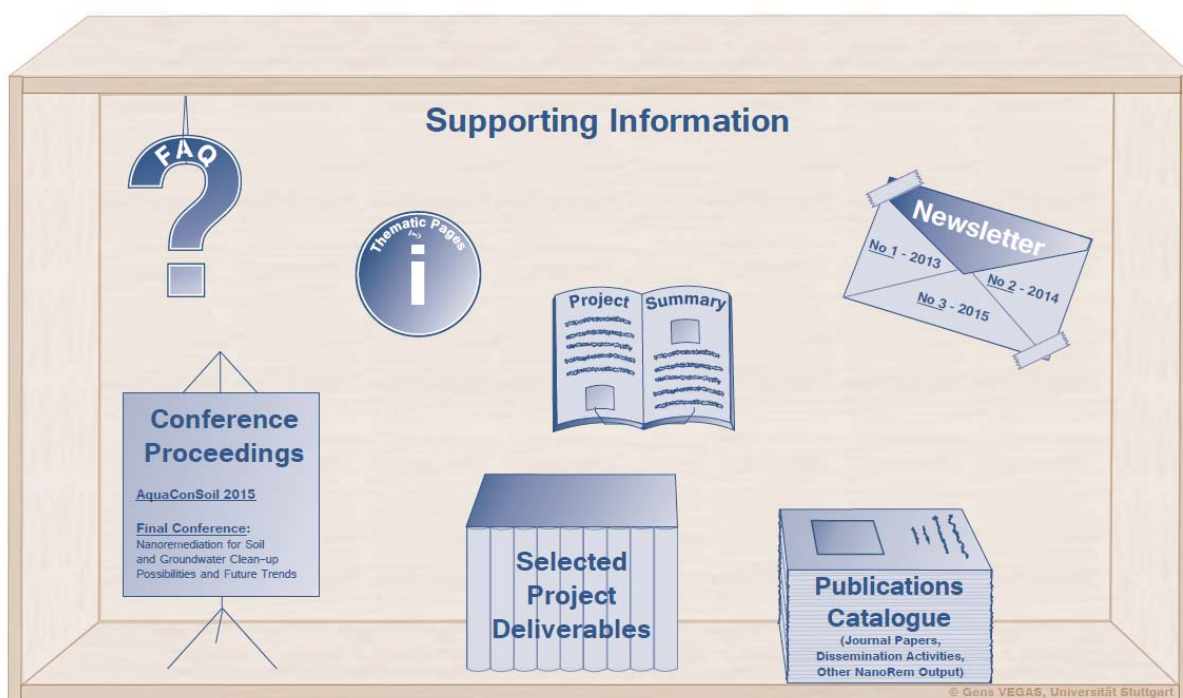 Supporting Information
FAQ
Thematic Pages
i
Newsletter
No 1 - 2013
No 2 - 2014
No 3 - 2015
Project Summary
Conference
Proceedings
AquaConSoil 2015
Final Conference:
Nanoremediation for Soil
and Groundwater Clean-up
Possibilities and Future Trends
Selected
Project
Deliverables
Publications
Catalogue
(Journal Papers,
Dissemination Activities,
Other NanoRem Output)
© Gens VEGAS, Universität Stuttgart